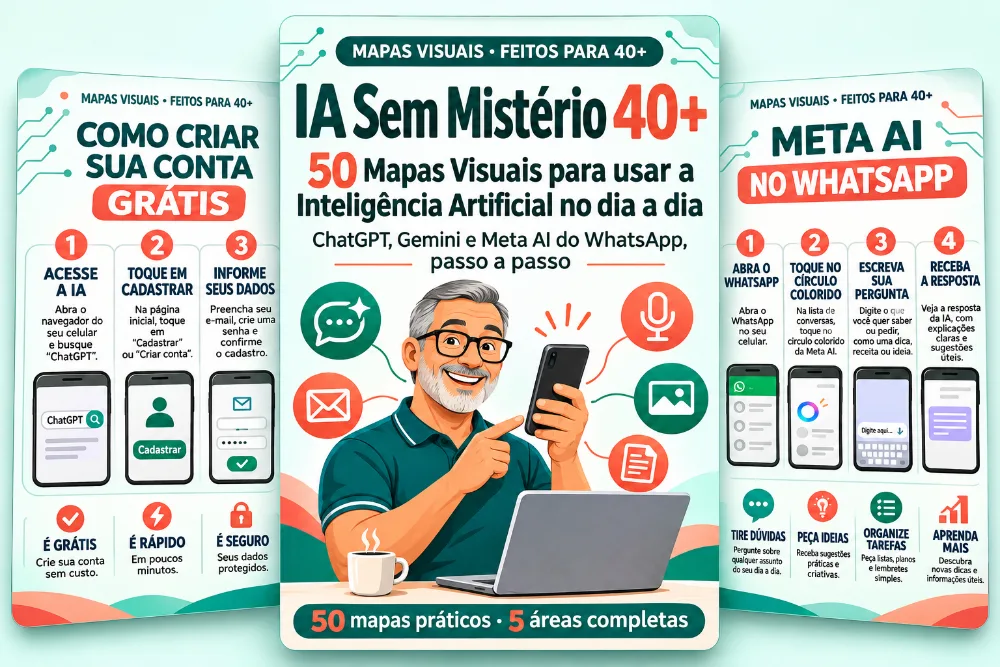 MAPAS VISUAIS • FEITOS PARA 40+
COMO CRIAR
SUA CONTA
GRÁTIS
1
ACESSE
A IA
Abra o
navegador do
seu celular
e busque
"ChatGPT".
2
TOQUE EM
CADASTRAR
Na página
inicial, toque
em
"Cadastrar"
ou "Criar conta".
3
INFORME
SEUS DADOS
Preencha seu
e-mail, crie uma
senha e
confirme
o cadastro.
ChatGPT
Cadastrar
É GRÁTIS
Crie sua conta
sem custo.
É RÁPIDO
Em poucos
minutos.
É SEGURO
Seus dados
protegidos.
MAPAS VISUAIS • FEITOS PARA 40+
IA Sem Mistério 40+
50 Mapas Visuais para usar a
Inteligência Artificial no dia a dia
ChatGPT, Gemini e Meta AI do WhatsApp,
passo a passo
50 mapas práticos • 5 áreas completas
MAPAS VISUAIS • FEITOS PARA 40+
META AI
NO WHATSAPP
1
ABRA O
WHATSAPP
Abra o
WhatsApp
no seu
celular.
2
TOQUE NO
CÍRCULO
COLORIDO
Na lista de
conversas,
toque no
círculo colorido
da Meta AI.
3
ESCREVA
SUA
PERGUNTA
Digite o que
você quer saber
ou pedir,
como uma dica,
receita ou ideia.
4
RECEBA
A RESPOSTA
Veja a resposta
da IA, com
explicações
claras e
sugestões
úteis.
Digite aqui...
TIRE DÚVIDAS
Pergunte sobre
qualquer assunto
do seu dia a dia.
PEÇA IDEIAS
Receba sugestões
práticas e
criativas.
ORGANIZE
TAREFAS
Peça listas, planos
e lembretes
simples.
APRENDA
MAIS
Descubra
novas dicas e
informações úteis.